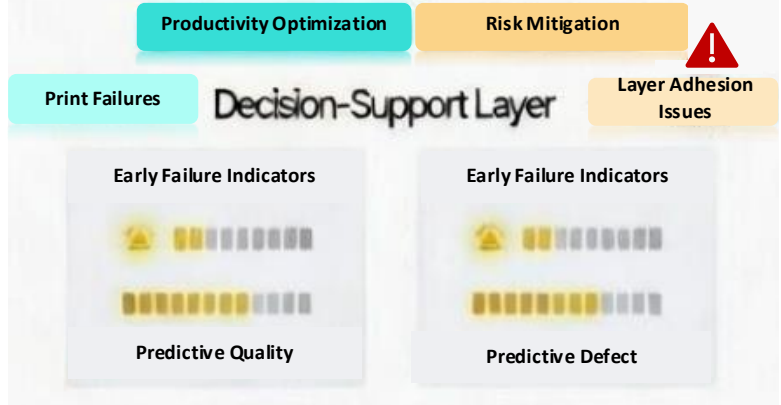 Productivity Optimization
Risk Mitigation
Print Failures
Decision-Support Layer
Layer Adhesion
Issues
Early Failure Indicators
Early Failure Indicators
Predictive Quality
Predictive Defect